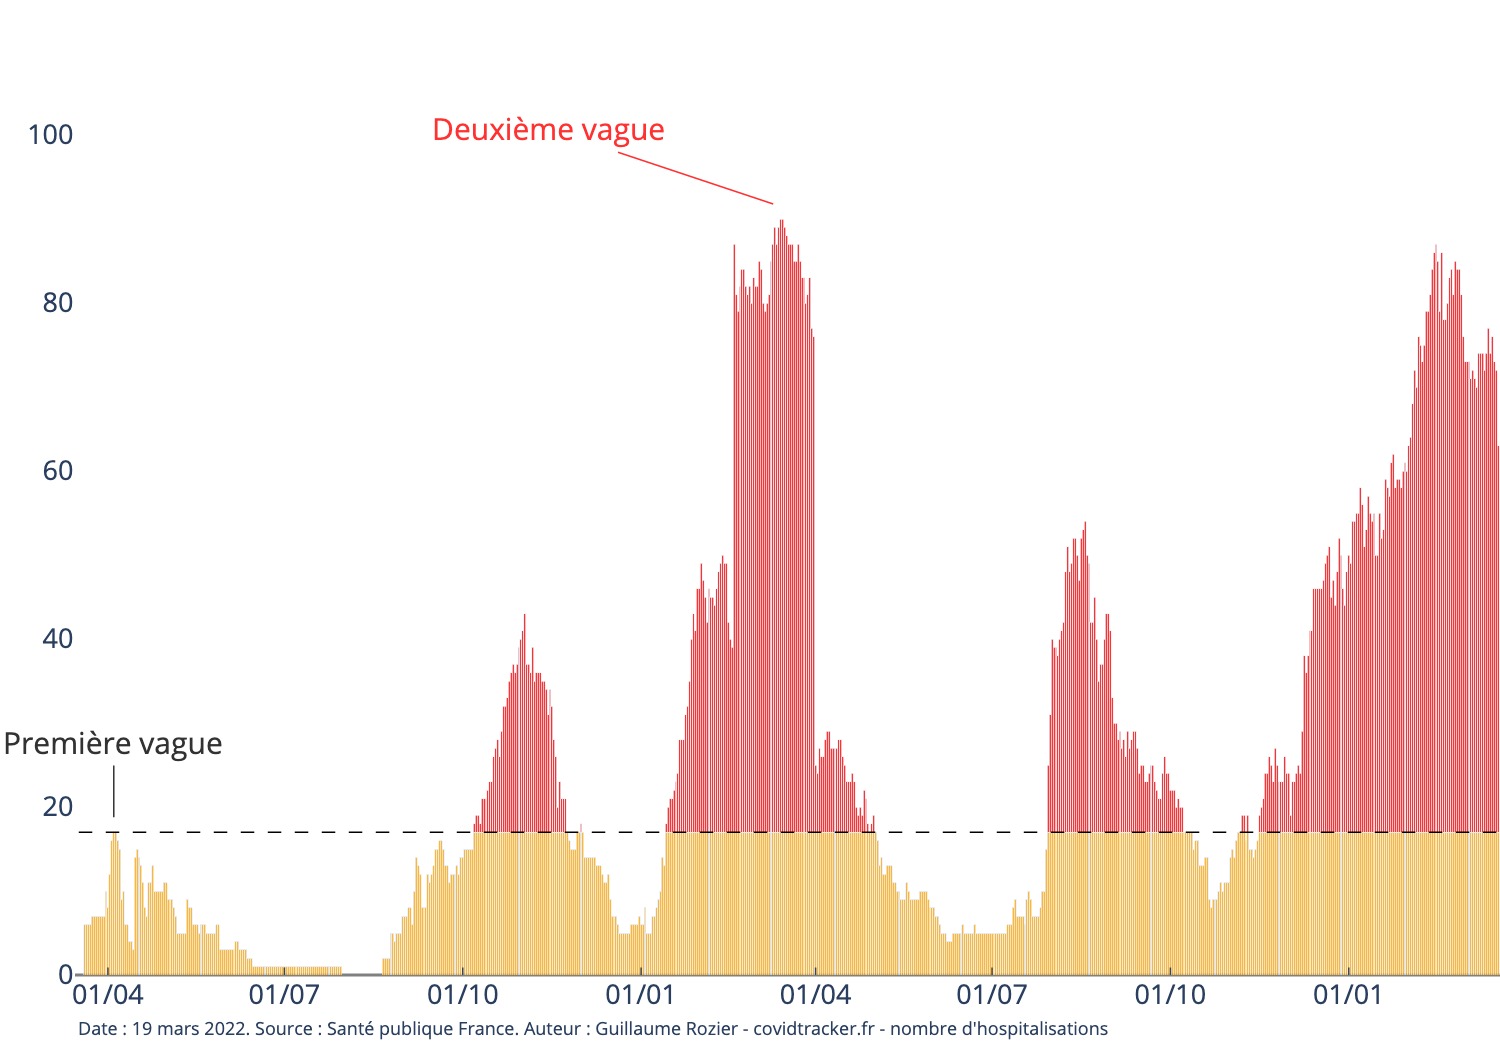 Deuxième vague
100
80
60
40
Première vague
20
0
01/04 01/07 01/10 01/01 01/04 01/07 01/10 01/01
Date : 19 mars 2022. Source : Santé publique France. Auteur : Guillaume Rozier - covidtracker.fr - nombre d'hospitalisations